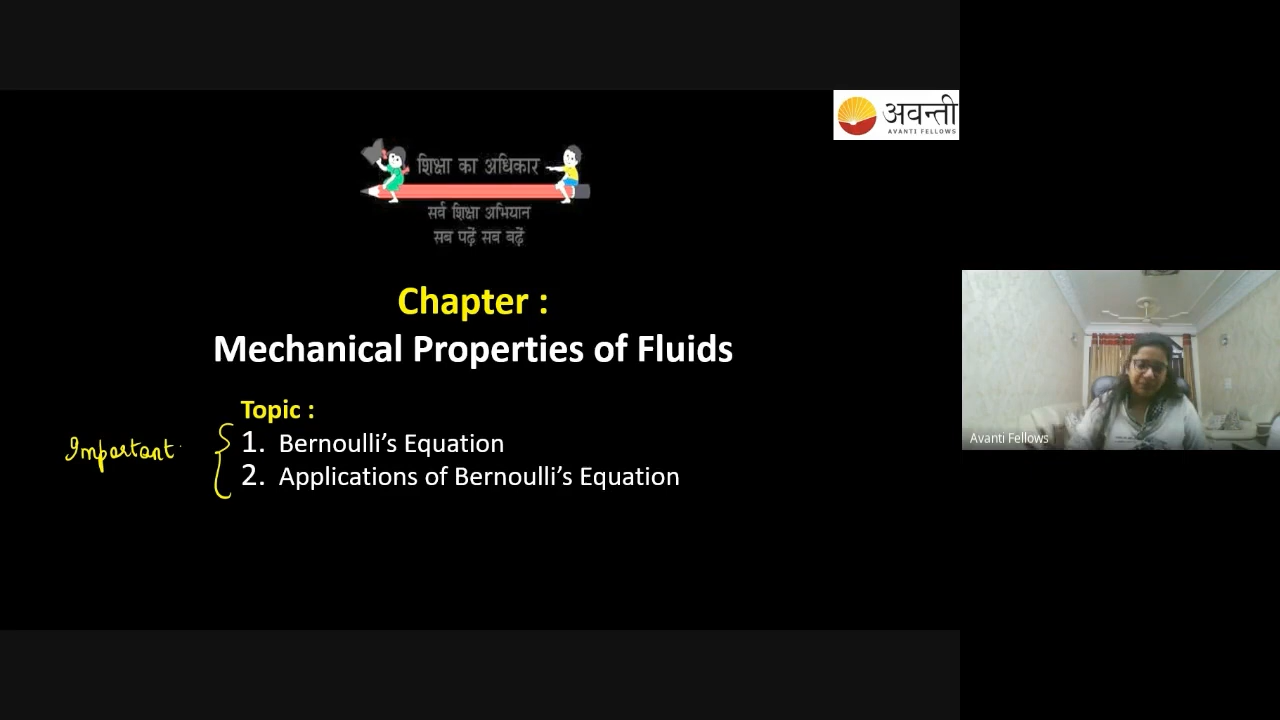 अवन्ती
AVANTI FELLOWS
शिक्षा का अधिकार
सर्व शिक्षा अभियान
सब पढ़ें सब बढ़ें
Chapter :
Mechanical Properties of Fluids
Topic :
Important
1. Bernoulli’s Equation
2. Applications of Bernoulli’s Equation
Avanti Fellows